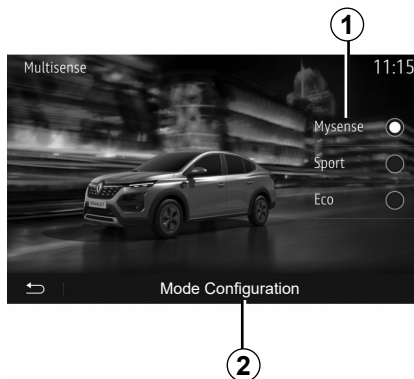 1
Multisense
11:15
Mysense
Sport
Eco
Mode Configuration
2